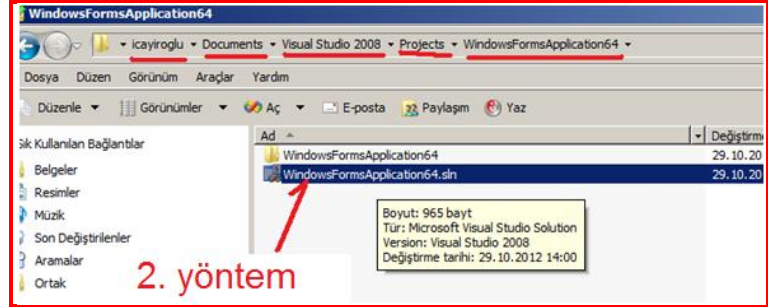 WindowsFormsApplication64
icayiroglu Documents Visual Studio 2008 Projects WindowsFormsApplication64
Dosya Düzen Görünüm Araçlar Yardım
Düzenle Görünümler Aç E-posta Paylaşım Yaz
Sık Kullanılan Bağlantılar
Ad Değiştirme
WindowsFormsApplication64 29.10.20
Belgeler
WindowsFormsApplication64.sln 29.10.20
Resimler
Müzik
Son Değiştirilenler
Aramalar
Ortak
Boyut: 965 bayt
Tür: Microsoft Visual Studio Solution
Version: Visual Studio 2008
Değiştirme tarihi: 29.10.2012 14:00
2. yöntem